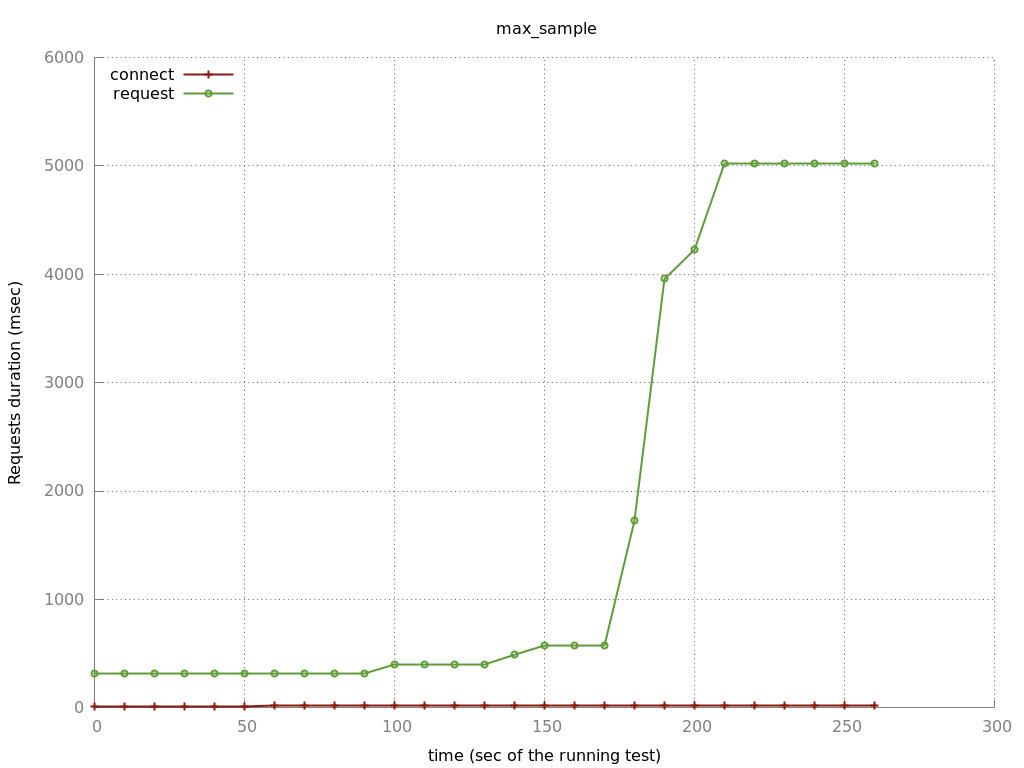 max_sample
6000
5000
4000
3000
2000
1000
0
connect
request
Requests duration (msec)
0 50 100 150 200 250 300
time (sec of the running test)